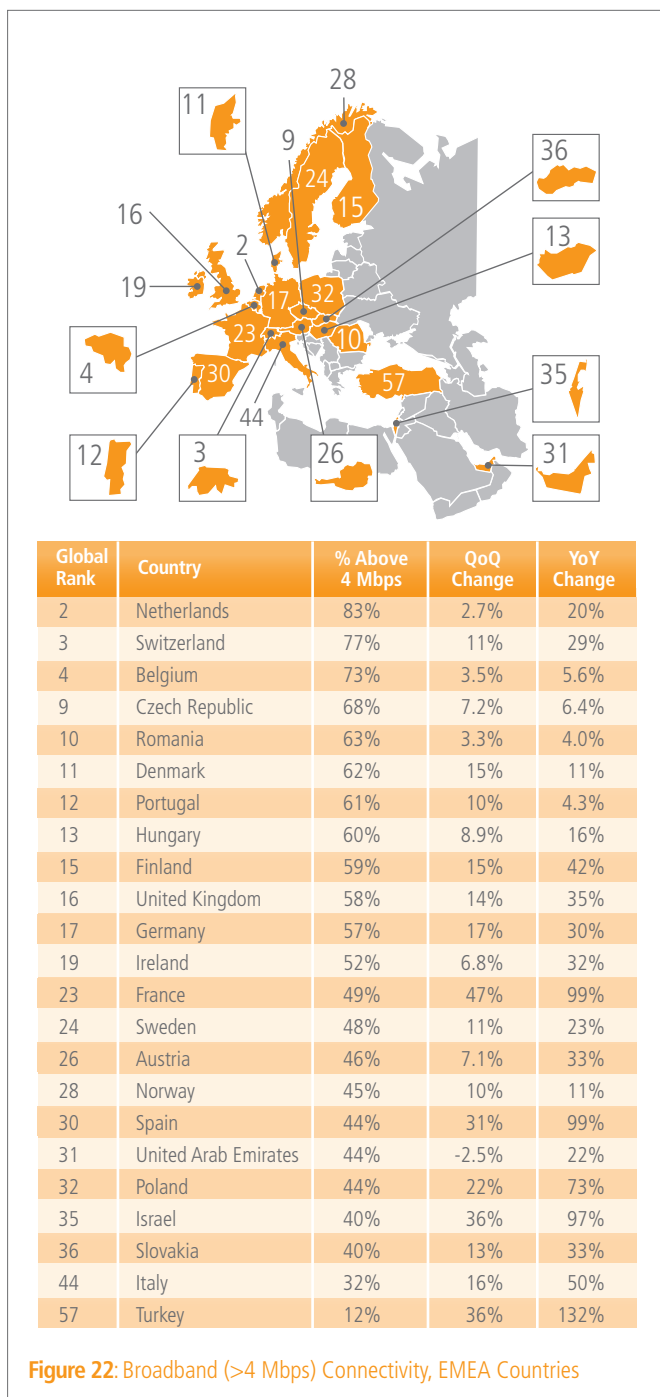 28
11
9
36
24
15
16
13
2
32
17
19
10
23
4
30
57
35
44
12
3
26
31
Global Rank Country % Above 4 Mbps QoQ Change YoY Change
2 Netherlands 83% 2.7% 20%
3 Switzerland 77% 11% 29%
4 Belgium 73% 3.5% 5.6%
9 Czech Republic 68% 7.2% 6.4%
10 Romania 63% 3.3% 4.0%
11 Denmark 62% 15% 11%
12 Portugal 61% 10% 4.3%
13 Hungary 60% 8.9% 16%
15 Finland 59% 15% 42%
16 United Kingdom 58% 14% 35%
17 Germany 57% 17% 30%
19 Ireland 52% 6.8% 32%
23 France 49% 47% 99%
24 Sweden 48% 11% 23%
26 Austria 46% 7.1% 33%
28 Norway 45% 10% 11%
30 Spain 44% 31% 99%
31 United Arab Emirates 44% -2.5% 22%
32 Poland 44% 22% 73%
35 Israel 40% 36% 97%
36 Slovakia 40% 13% 33%
44 Italy 32% 16% 50%
57 Turkey 12% 36% 132%
Figure 22: Broadband (>4 Mbps) Connectivity, EMEA Countries